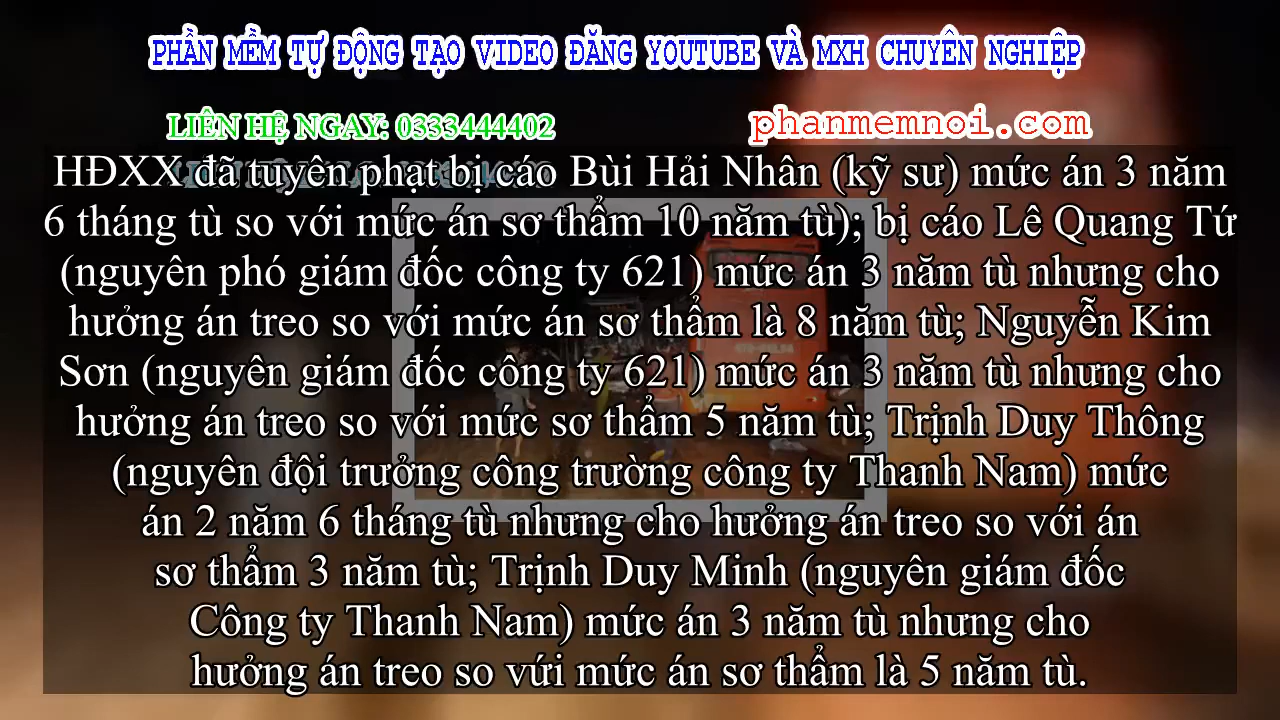 PHẦN MỀM TỰ ĐỘNG TẠO VIDEO ĐĂNG YOUTUBE VÀ MXH CHUYÊN NGHIỆP
LIÊN HỆ NGAY: 0333444402
phanmemnoi.com
HĐXX đã tuyên phạt bị cáo Bùi Hải Nhân (kỹ sư) mức án 3 năm
6 tháng tù so với mức án sơ thẩm 10 năm tù); bị cáo Lê Quang Tứ
(nguyên phó giám đốc công ty 621) mức án 3 năm tù nhưng cho
hưởng án treo so với mức án sơ thẩm là 8 năm tù; Nguyễn Kim
Sơn (nguyên giám đốc công ty 621) mức án 3 năm tù nhưng cho
hưởng án treo so với mức sơ thẩm 5 năm tù; Trịnh Duy Thông
(nguyên đội trưởng công trường công ty Thanh Nam) mức
án 2 năm 6 tháng tù nhưng cho hưởng án treo so với án
sơ thẩm 3 năm tù; Trịnh Duy Minh (nguyên giám đốc
Công ty Thanh Nam) mức án 3 năm tù nhưng cho
hưởng án treo so vứi mức án sơ thẩm là 5 năm tù.